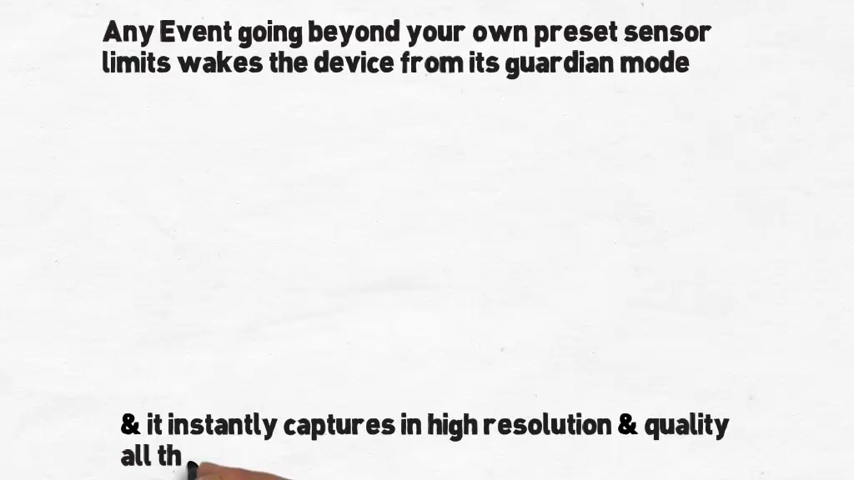 Any Event going beyond your own preset sensor
limits wakes the device from its guardian mode
& it instantly captures in high resolution & quality
all th